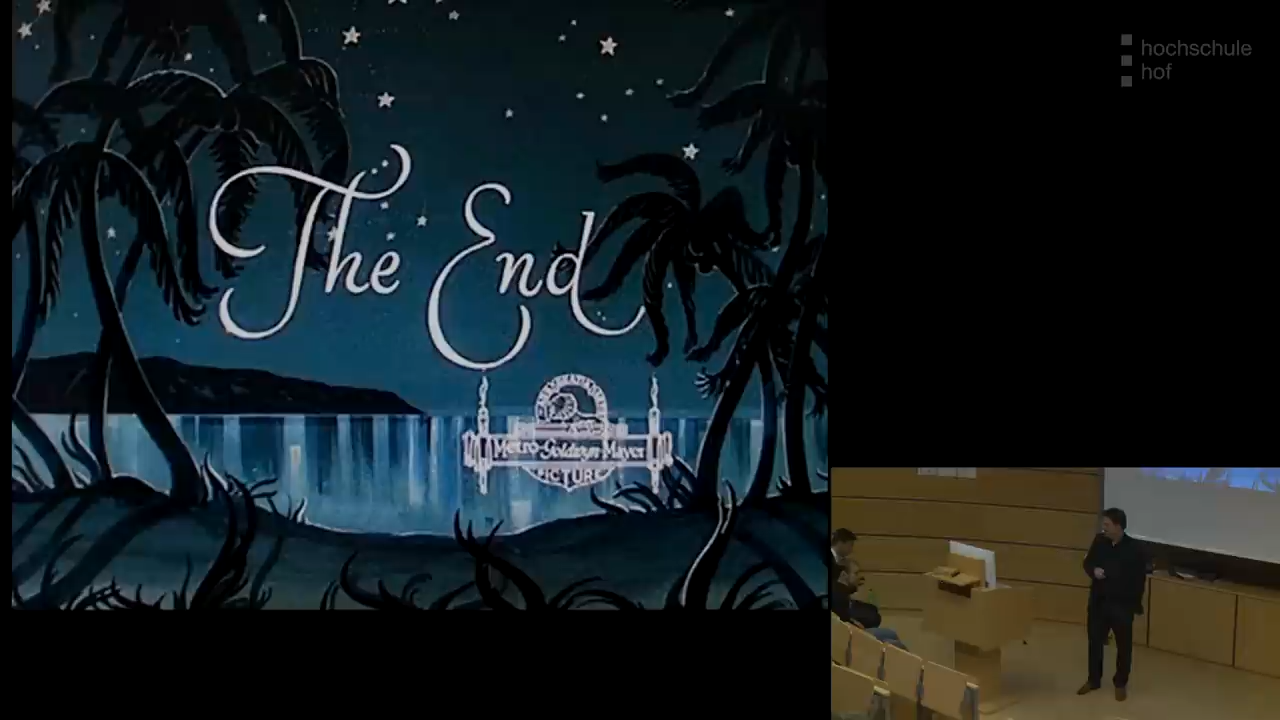 hochschule
hof
The End
Metro-Goldwyn-Mayer
PICTURE